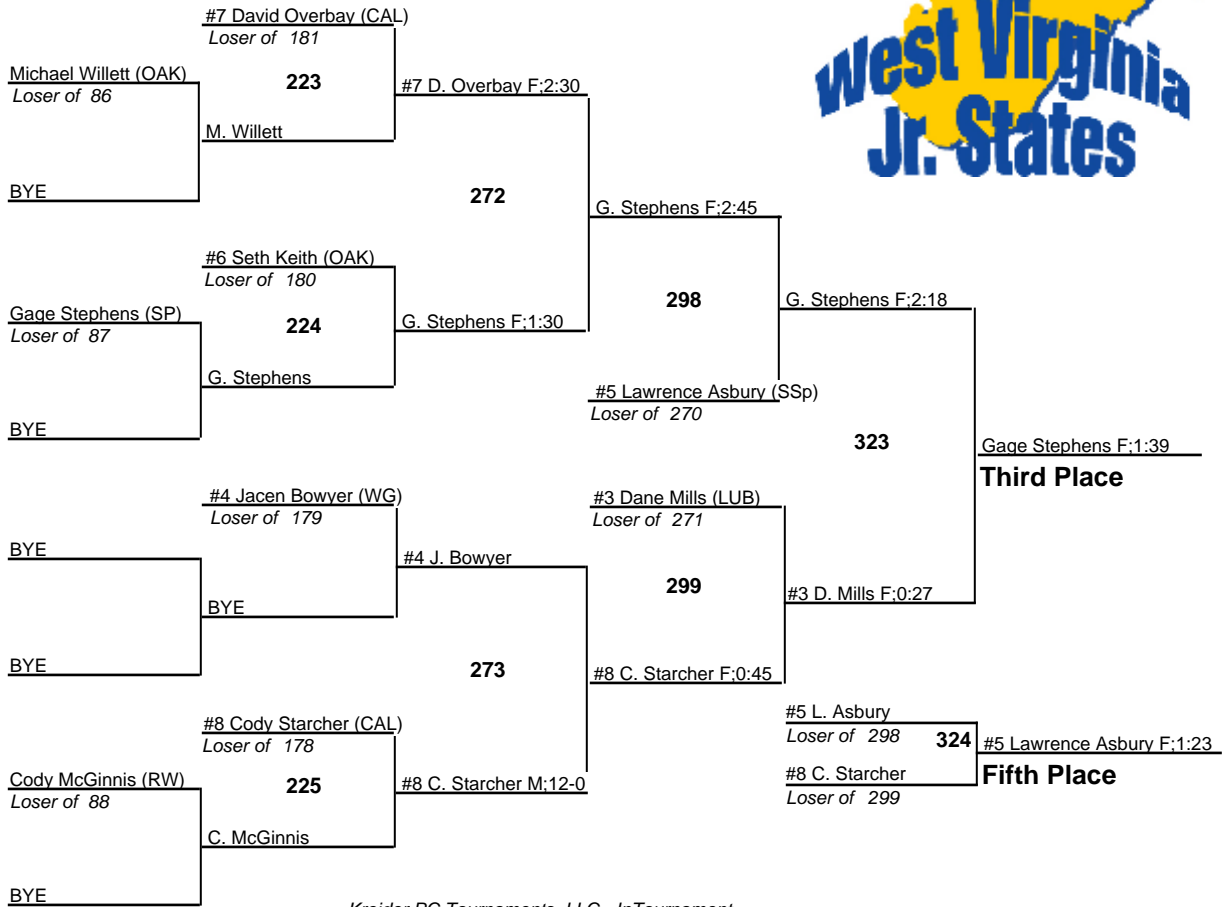 #7 David Overbay (CAL)
Loser of 181
West Virginia
Jr. States
Michael Willett (OAK)
Loser of 86
223
#7 D. Overbay F;2:30
M. Willett
BYE
272
G. Stephens F;2:45
#6 Seth Keith (OAK)
Loser of 180
298
G. Stephens F;2:18
Gage Stephens (SP)
Loser of 87
224
G. Stephens F;1:30
G. Stephens
#5 Lawrence Asbury (SSp)
Loser of 270
BYE
323
Gage Stephens F;1:39
Third Place
#4 Jacen Bowyer (WG)
Loser of 179
#3 Dane Mills (LUB)
Loser of 271
BYE
#4 J. Bowyer
299
#3 D. Mills F;0:27
BYE
BYE
273
#8 C. Starcher F;0:45
#8 Cody Starcher (CAL)
Loser of 178
#5 L. Asbury
Loser of 298
324
#5 Lawrence Asbury F;1:23
Fifth Place
Cody McGinnis (RW)
Loser of 88
225
#8 C. Starcher M;12-0
#8 C. Starcher
Loser of 299
C. McGinnis
BYE